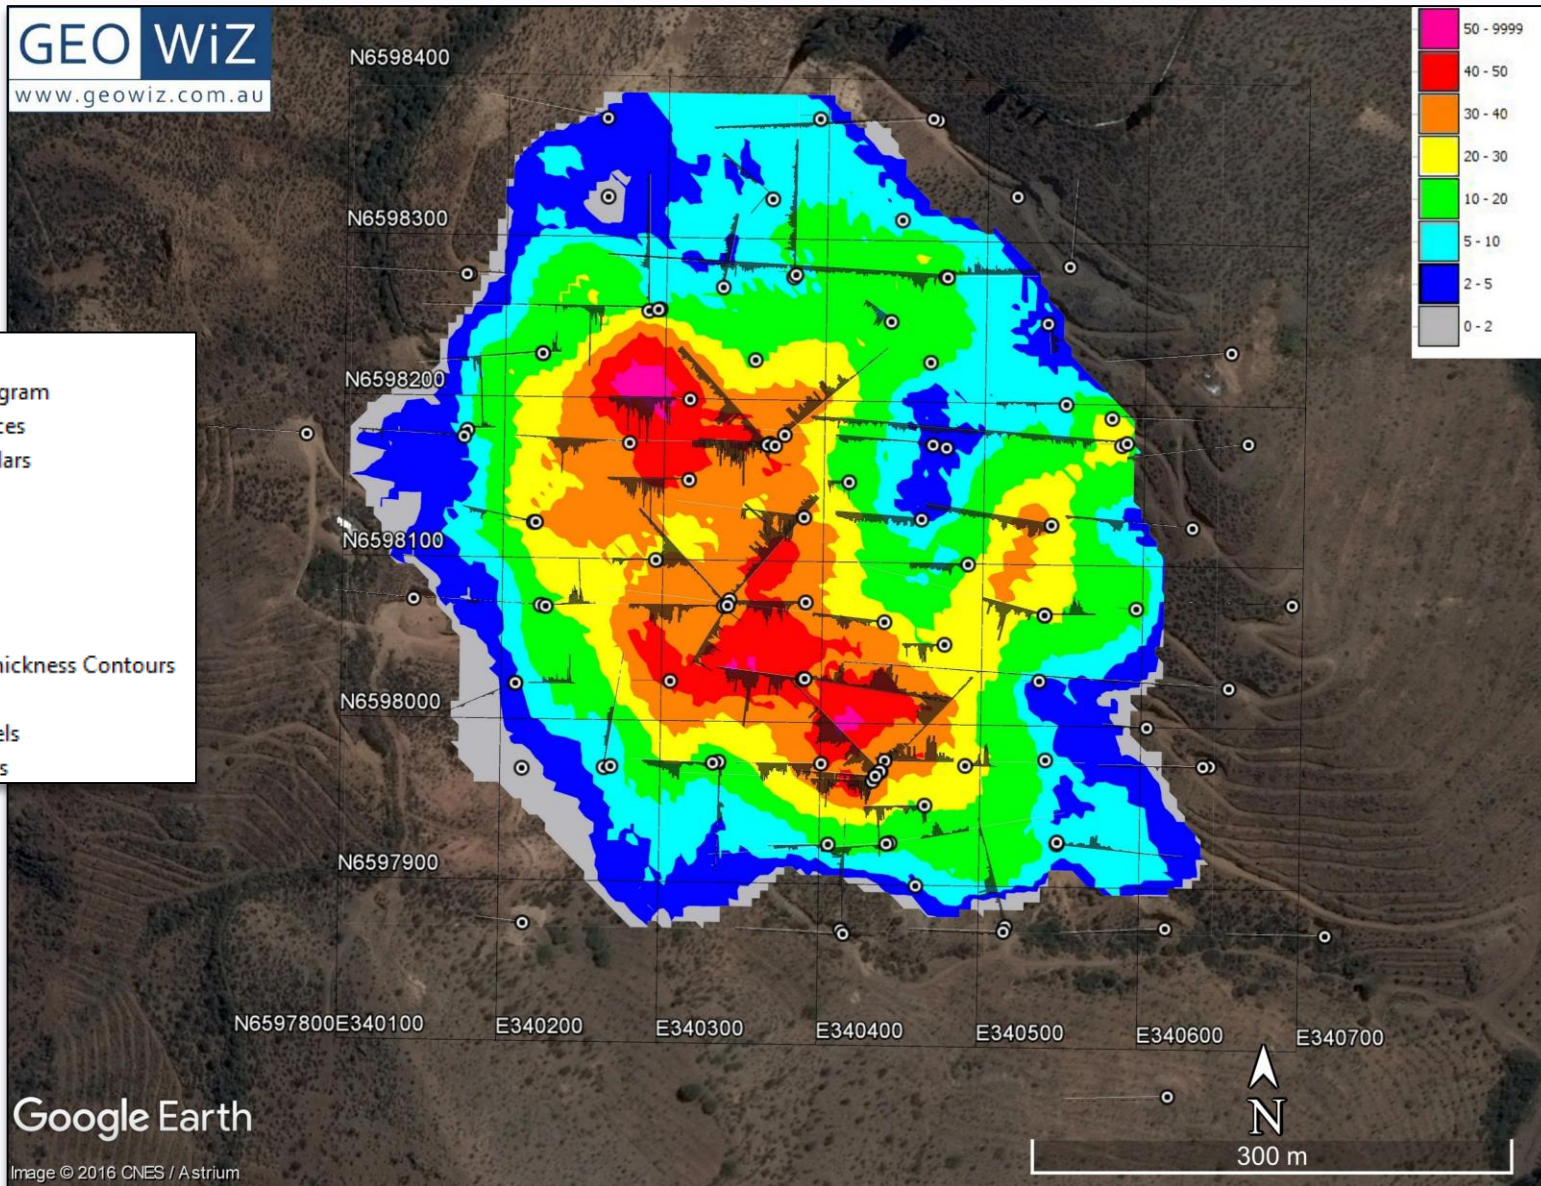 GEO WiZ
www.geowiz.com.au
N6598400
50 - 9999
40 - 50
30 - 40
20 - 30
10 - 20
5 - 10
2 - 5
0 - 2
N6598300
gram
ces
lars
N6598200
N6598100
hickness Contours
els
s
N6598000
N6597900
N6597800 E340100 E340200 E340300 E340400 E340500 E340600 E340700
N
300 m
Google Earth
Image © 2016 CNES / Astrium